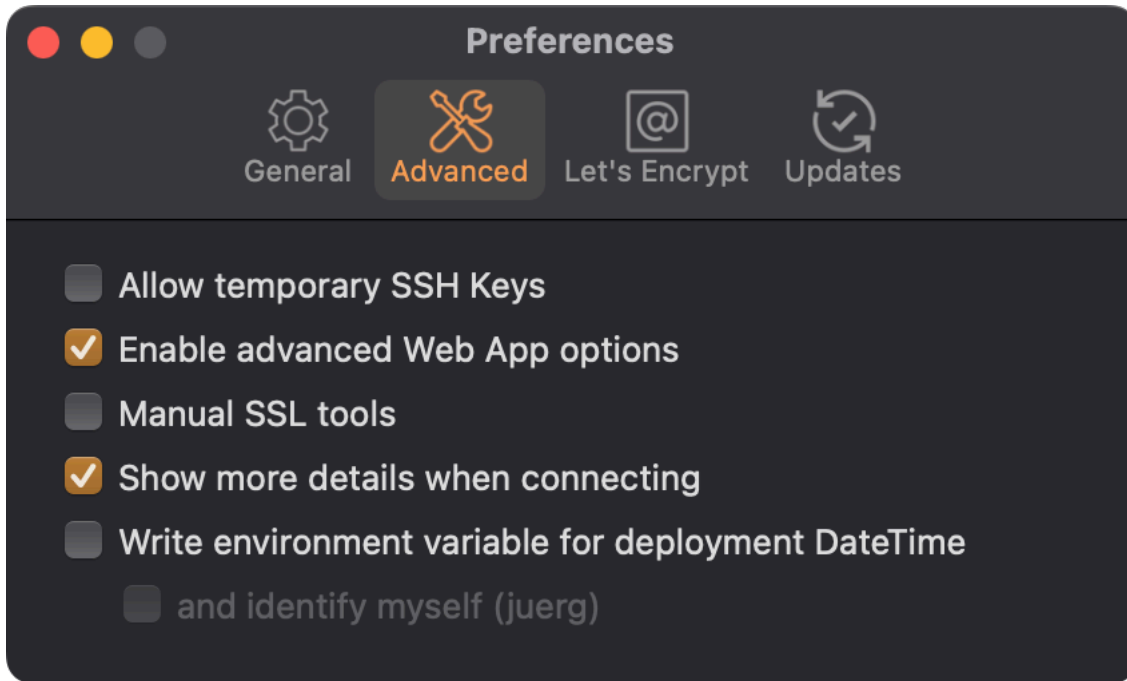 Preferences
General Advanced Let's Encrypt Updates
Allow temporary SSH Keys
Enable advanced Web App options
Manual SSL tools
Show more details when connecting
Write environment variable for deployment DateTime
and identify myself (juerg)